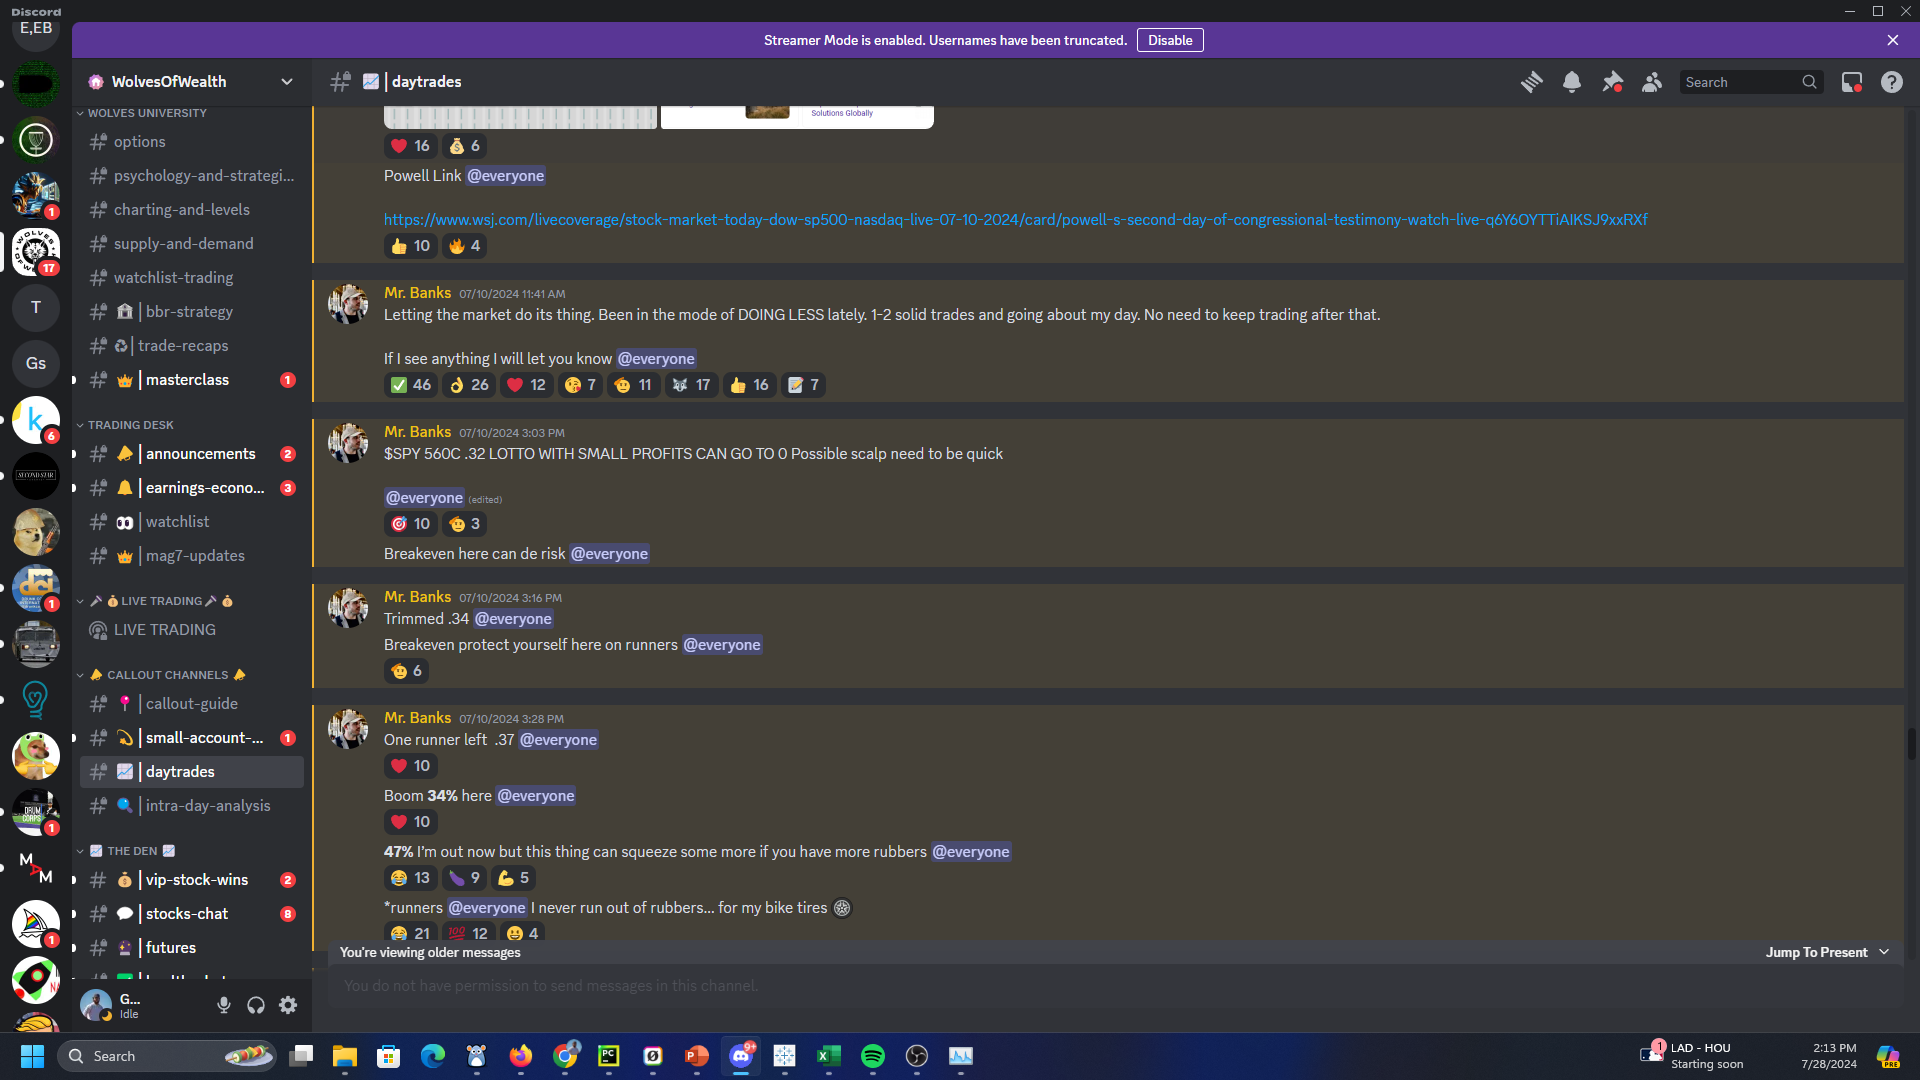 Discord
E,EB
Streamer Mode is enabled. Usernames have been truncated.
Disable
WolvesOfWealth
| daytrades
Search
WOLVES UNIVERSITY
options
psychology-and-strategi...
charting-and-levels
supply-and-demand
watchlist-trading
| bbr-strategy
| trade-recaps
| masterclass
1
TRADING DESK
| announcements
2
| earnings-econo...
3
| watchlist
| mag7-updates
LIVE TRADING
LIVE TRADING
CALLOUT CHANNELS
| callout-guide
| small-account-...
1
| daytrades
| intra-day-analysis
THE DEN
| vip-stock-wins
2
| stocks-chat
8
| futures
G...
Idle
1
17
T
Gs
k
6
SECOND STAR
dci
1
DRUM CORPS
1
M A M
1
Solutions Globally
16 6
Powell Link @everyone
https://www.wsj.com/livecoverage/stock-market-today-dow-sp500-nasdaq-live-07-10-2024/card/powell-s-second-day-of-congressional-testimony-watch-live-q6Y6OYTTiAIKSJ9xxRXf
10 4
Mr. Banks 07/10/2024 11:41 AM
Letting the market do its thing. Been in the mode of DOING LESS lately. 1-2 solid trades and going about my day. No need to keep trading after that.
If I see anything I will let you know @everyone
46 26 12 7 11 17 16 7
Mr. Banks 07/10/2024 3:03 PM
$SPY 560C .32 LOTTO WITH SMALL PROFITS CAN GO TO 0 Possible scalp need to be quick
@everyone (edited)
10 3
Breakeven here can de risk @everyone
Mr. Banks 07/10/2024 3:16 PM
Trimmed .34 @everyone
Breakeven protect yourself here on runners @everyone
6
Mr. Banks 07/10/2024 3:28 PM
One runner left .37 @everyone
10
Boom 34% here @everyone
10
47% I'm out now but this thing can squeeze some more if you have more rubbers @everyone
13 9 5
*runners @everyone I never run out of rubbers... for my bike tires
21 100 12 4
You're viewing older messages
Jump To Present
You do not have permission to send messages in this channel.
Search
PC
P
9+
X
1
LAD - HOU
Starting soon
2:13 PM
7/28/2024
PRE